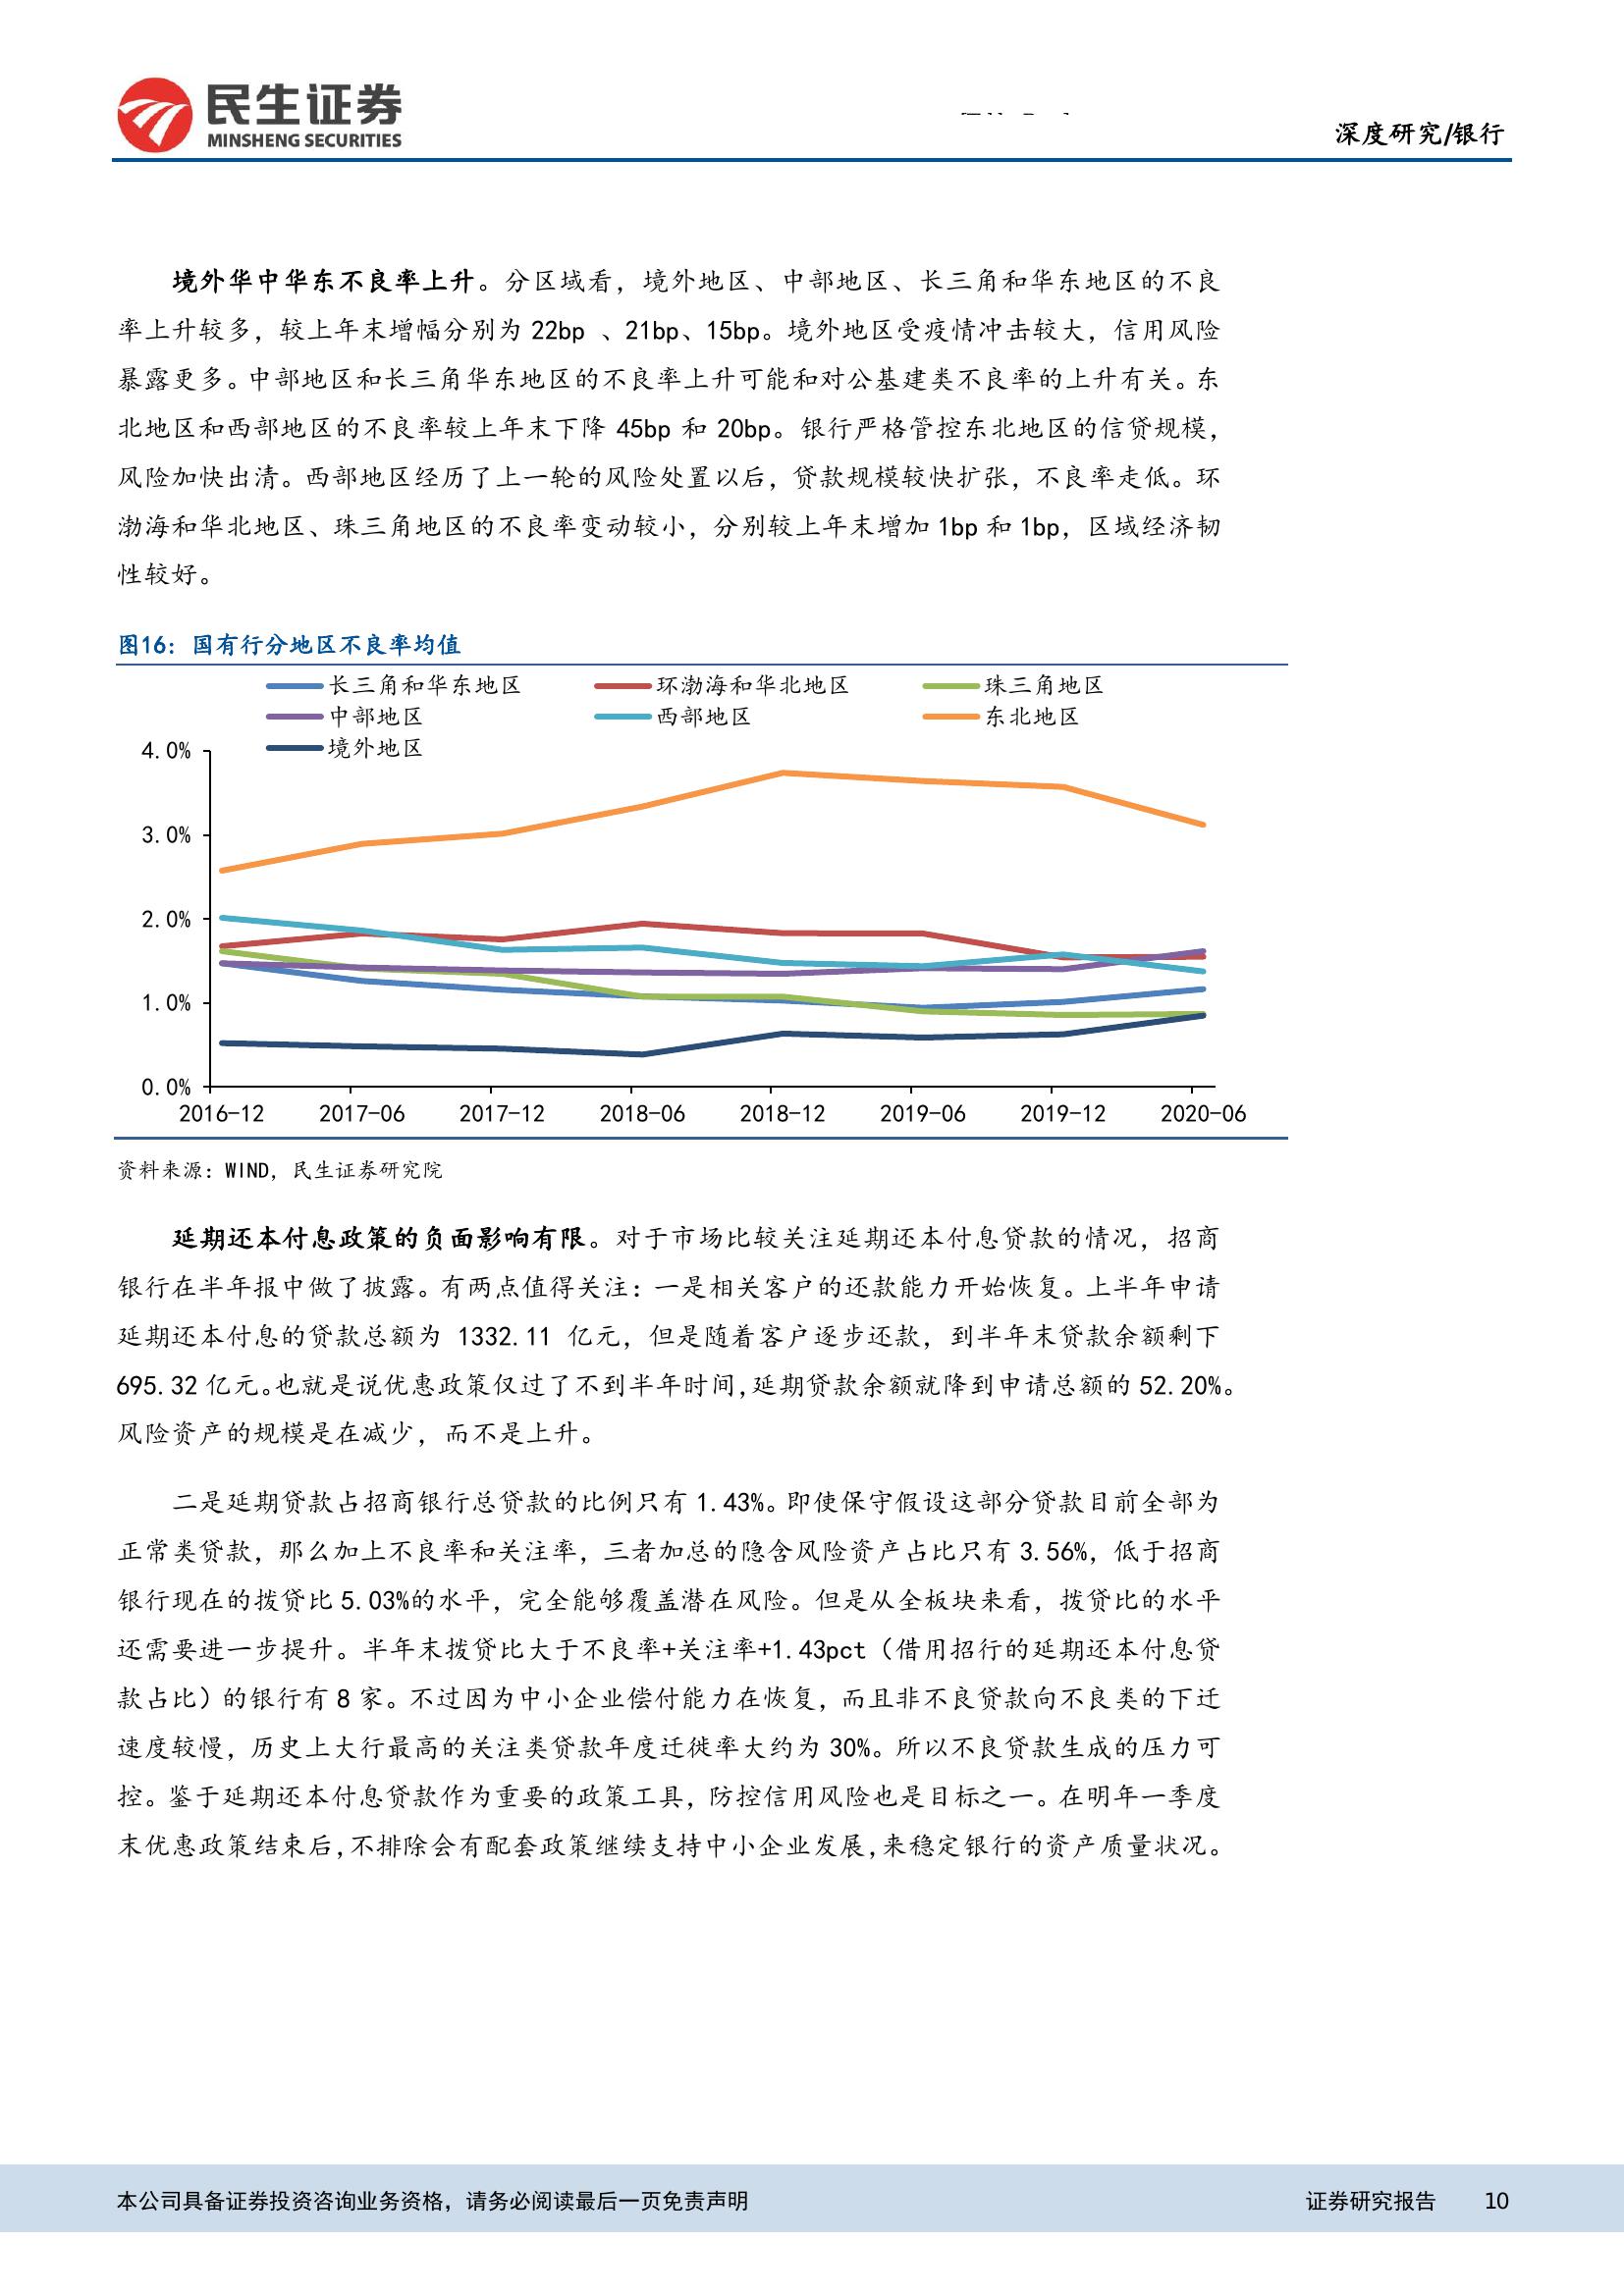 民生证券
MINSHENG SECURITIES
深度研究/银行
境外华中华东不良率上升。分区域看，境外地区、中部地区、长三角和华东地区的不良
率上升较多，较上年末增幅分别为 22bp 、21bp、15bp。境外地区受疫情冲击较大，信用风险
暴露更多。中部地区和长三角华东地区的不良率上升可能和对公基建类不良率的上升有关。东
北地区和西部地区的不良率较上年末下降 45bp 和 20bp。银行严格管控东北地区的信贷规模，
风险加快出清。西部地区经历了上一轮的风险处置以后，贷款规模较快扩张，不良率走低。环
渤海和华北地区、珠三角地区的不良率变动较小，分别较上年末增加 1bp 和 1bp，区域经济韧
性较好。
图16：国有行分地区不良率均值
长三角和华东地区 环渤海和华北地区 珠三角地区
中部地区 西部地区 东北地区
境外地区
4.0%
3.0%
2.0%
1.0%
0.0%
2016-12 2017-06 2017-12 2018-06 2018-12 2019-06 2019-12 2020-06
资料来源：WIND，民生证券研究院
延期还本付息政策的负面影响有限。对于市场比较关注延期还本付息贷款的情况，招商
银行在半年报中做了披露。有两点值得关注：一是相关客户的还款能力开始恢复。上半年申请
延期还本付息的贷款总额为 1332.11 亿元，但是随着客户逐步还款，到半年末贷款余额剩下
695.32 亿元。也就是说优惠政策仅过了不到半年时间，延期贷款余额就降到申请总额的 52.20%。
风险资产的规模是在减少，而不是上升。
二是延期贷款占招商银行总贷款的比例只有 1.43%。即使保守假设这部分贷款目前全部为
正常类贷款，那么加上不良率和关注率，三者加总的隐含风险资产占比只有 3.56%，低于招商
银行现在的拨贷比 5.03%的水平，完全能够覆盖潜在风险。但是从全板块来看，拨贷比的水平
还需要进一步提升。半年末拨贷比大于不良率+关注率+1.43pct（借用招行的延期还本付息贷
款占比）的银行有 8 家。不过因为中小企业偿付能力在恢复，而且非不良贷款向不良类的下迁
速度较慢，历史上大行最高的关注类贷款年度迁徙率大约为 30%。所以不良贷款生成的压力可
控。鉴于延期还本付息贷款作为重要的政策工具，防控信用风险也是目标之一。在明年一季度
末优惠政策结束后，不排除会有配套政策继续支持中小企业发展，来稳定银行的资产质量状况。
本公司具备证券投资咨询业务资格，请务必阅读最后一页免责声明 证券研究报告 10